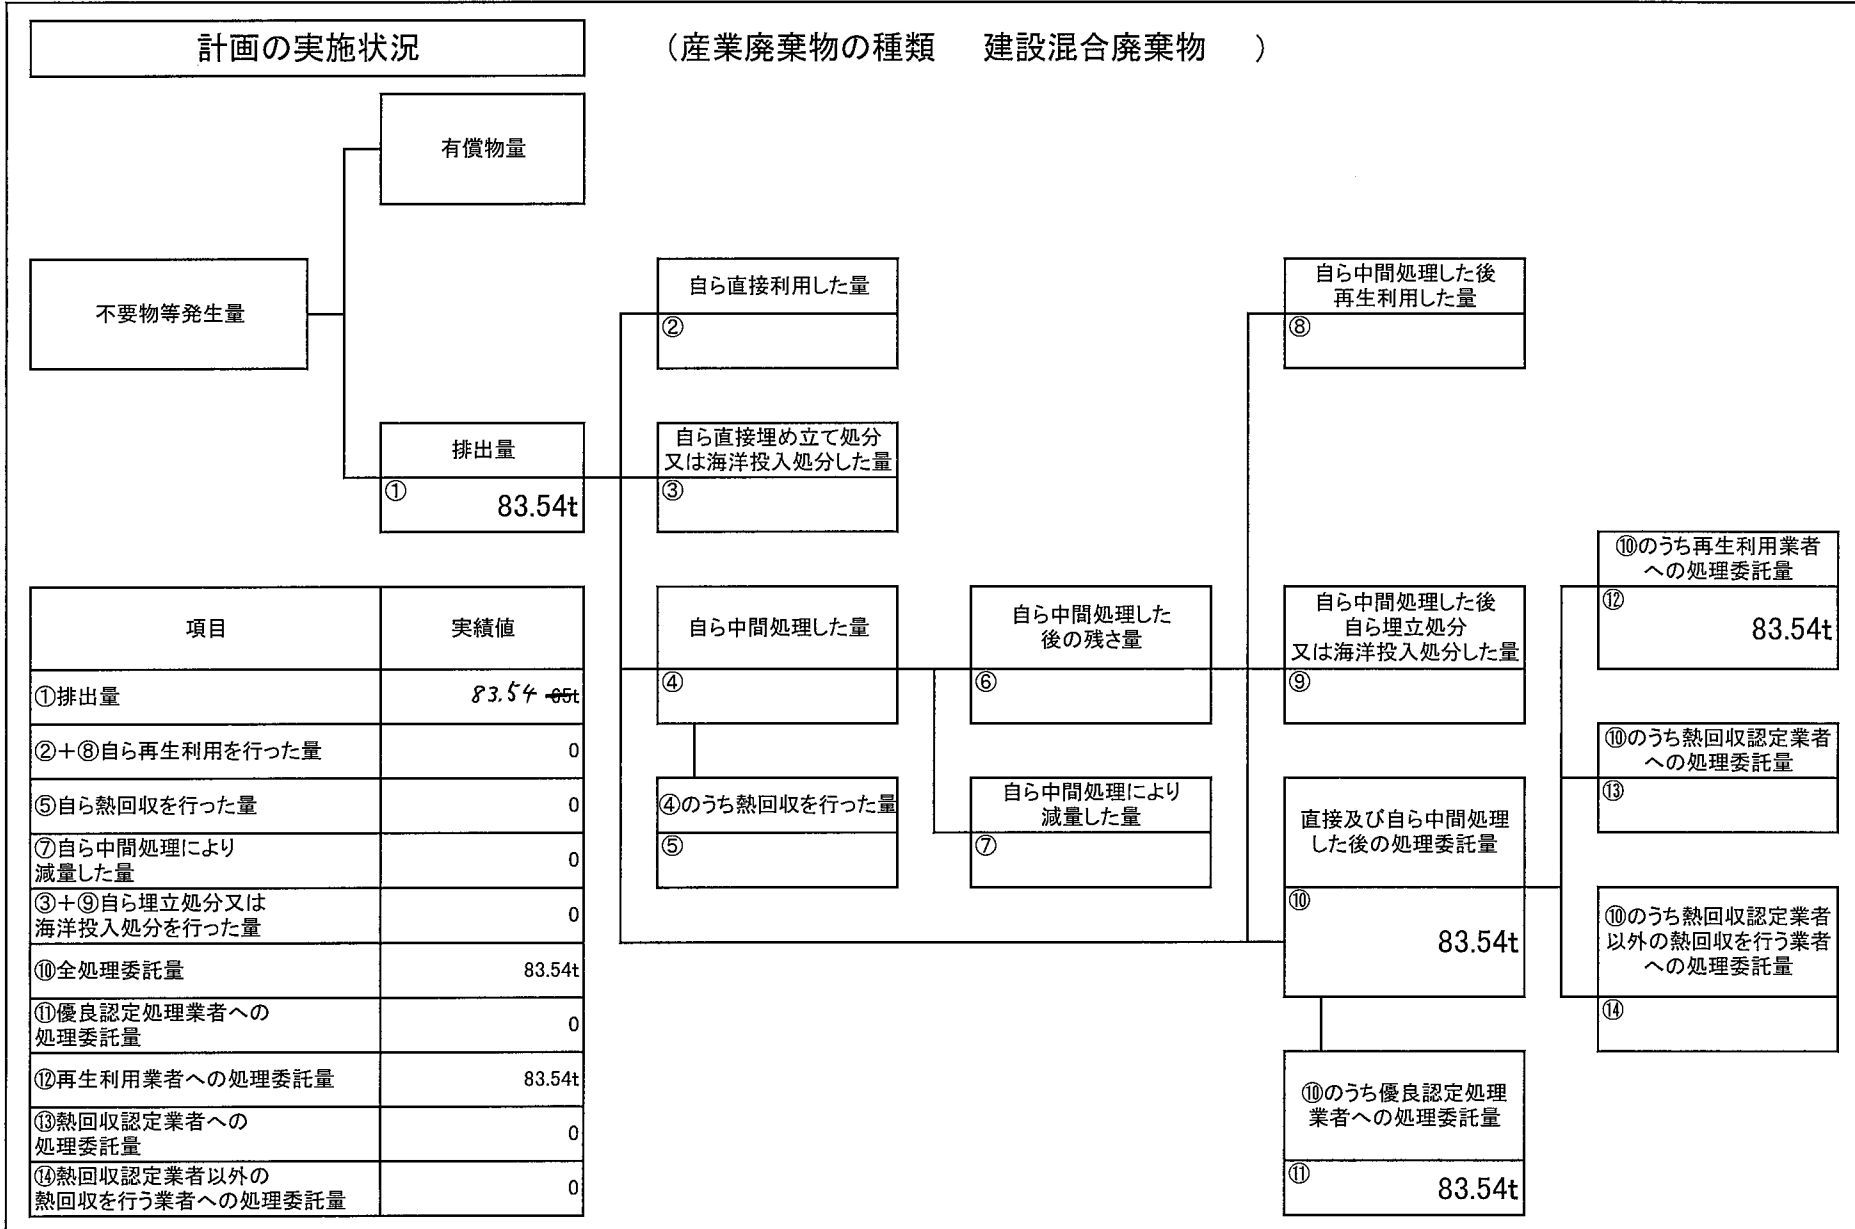 計画の実施状況
(産業廃棄物の種類 建設混合廃棄物 )
有償物量
不要物等発生量
排出量
①
83.54t
自ら直接利用した量
②
自ら直接埋め立て処分
又は海洋投入処分した量
③
自ら中間処理した量
④
④のうち熱回収を行った量
⑤
自ら中間処理した
後の残さ量
⑥
自ら中間処理により
減量した量
⑦
自ら中間処理した後
再生利用した量
⑧
自ら中間処理した後
自ら埋立処分
又は海洋投入処分した量
⑨
直接及び自ら中間処理
した後の処理委託量
⑩
83.54t
⑩のうち優良認定処理
業者への処理委託量
⑪
83.54t
⑩のうち再生利用業者
への処理委託量
⑫
83.54t
⑩のうち熱回収認定業者
への処理委託量
⑬
⑩のうち熱回収認定業者
以外の熱回収を行う業者
への処理委託量
⑭
項目 実績値
①排出量 83.54 65t
②+⑧自ら再生利用を行った量 0
⑤自ら熱回収を行った量 0
⑦自ら中間処理により
減量した量 0
③+⑨自ら埋立処分又は
海洋投入処分を行った量 0
⑩全処理委託量 83.54t
⑪優良認定処理業者への
処理委託量 0
⑫再生利用業者への処理委託量 83.54t
⑬熱回収認定業者への
処理委託量 0
⑭熱回収認定業者以外の
熱回収を行う業者への処理委託量 0